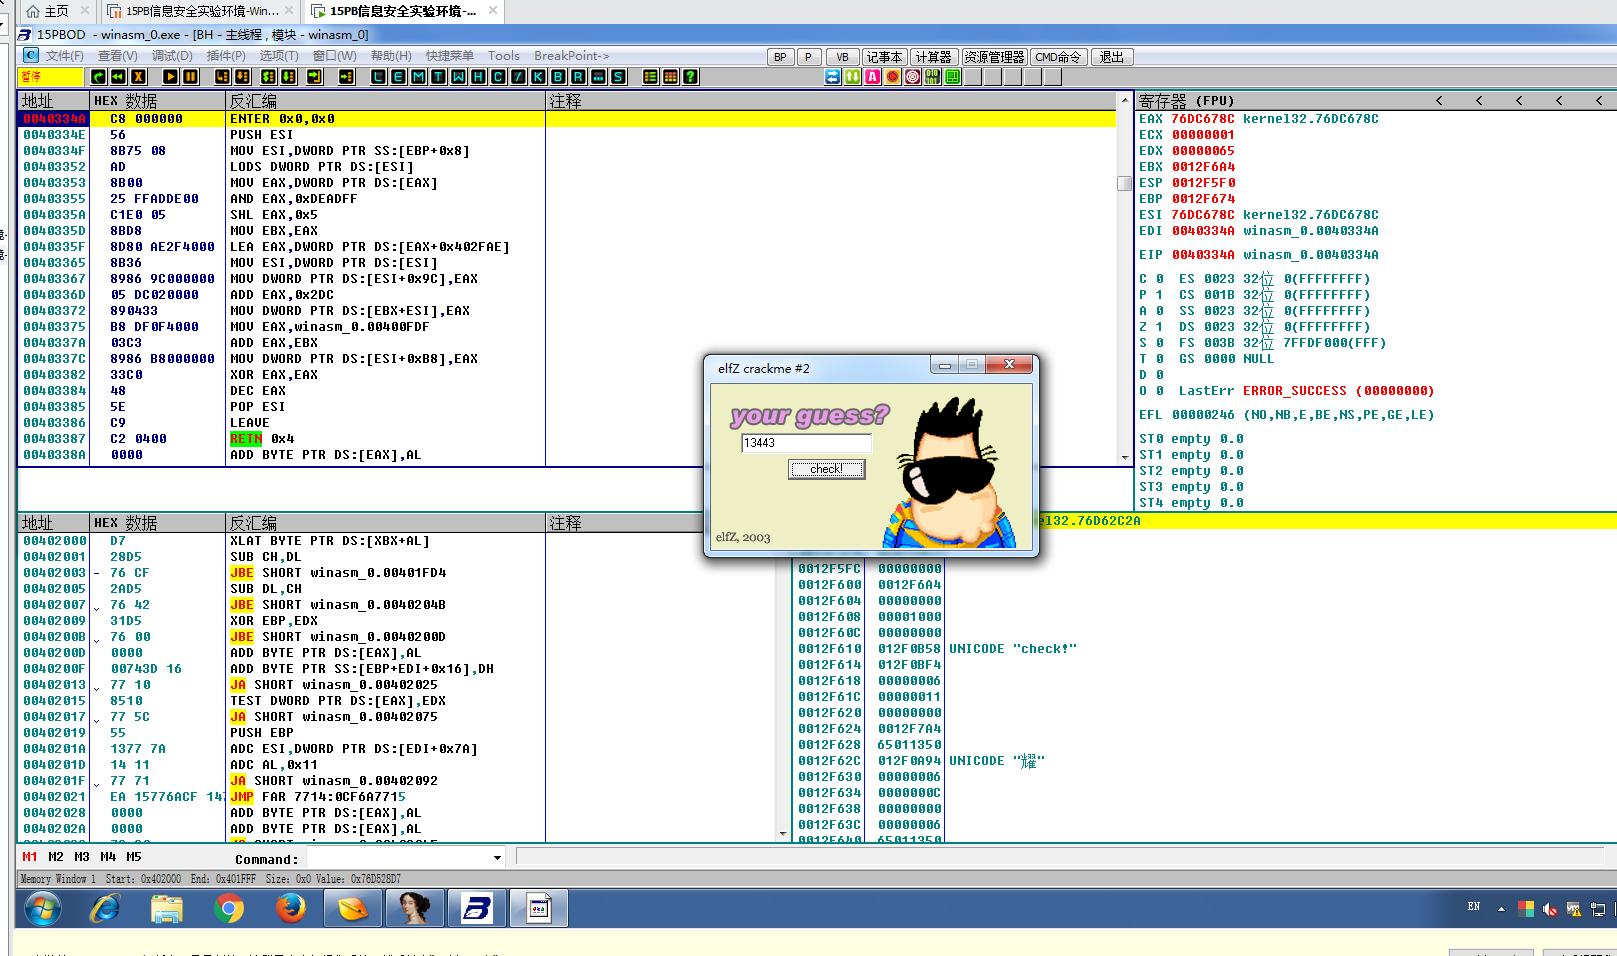 主页 15PB信息安全实验环境-Win... 15PB信息安全实验环境-...
15PBOD - winasm_0.exe - [BH - 主线程, 模块 - winasm_0]
文件(F) 查看(V) 调试(D) 插件(P) 选项(T) 窗口(W) 帮助(H) 快捷菜单 Tools BreakPoint-> BP P VB 记事本 计算器 资源管理器 CMD命令 退出
暂停 L E M T W H C / K B R ... S
地址 HEX 数据 反汇编 注释
0040334A C8 000000 ENTER 0x0,0x0
0040334E 56 PUSH ESI
0040334F 8B75 08 MOV ESI,DWORD PTR SS:[EBP+0x8]
00403352 AD LODS DWORD PTR DS:[ESI]
00403353 8B00 MOV EAX,DWORD PTR DS:[EAX]
00403355 25 FFADDE00 AND EAX,0xDEADFF
0040335A C1E0 05 SHL EAX,0x5
0040335D 8BD8 MOV EBX,EAX
0040335F 8D80 AE2F4000 LEA EAX,DWORD PTR DS:[EAX+0x402FAE]
00403365 8B36 MOV ESI,DWORD PTR DS:[ESI]
00403367 8986 9C000000 MOV DWORD PTR DS:[ESI+0x9C],EAX
0040336D 05 DC020000 ADD EAX,0x2DC
00403372 890433 MOV DWORD PTR DS:[EBX+ESI],EAX
00403375 B8 DF0F4000 MOV EAX,winasm_0.00400FDF
0040337A 03C3 ADD EAX,EBX
0040337C 8986 B8000000 MOV DWORD PTR DS:[ESI+0xB8],EAX
00403382 33C0 XOR EAX,EAX
00403384 48 DEC EAX
00403385 5E POP ESI
00403386 C9 LEAVE
00403387 C2 0400 RETN 0x4
0040338A 0000 ADD BYTE PTR DS:[EAX],AL
寄存器 (FPU) < < < < <
EAX 76DC678C kernel32.76DC678C
ECX 00000001
EDX 00000065
EBX 0012F6A4
ESP 0012F5F0
EBP 0012F674
ESI 76DC678C kernel32.76DC678C
EDI 0040334A winasm_0.0040334A
EIP 0040334A winasm_0.0040334A
C 0 ES 0023 32位 0(FFFFFFFF)
P 1 CS 001B 32位 0(FFFFFFFF)
A 0 SS 0023 32位 0(FFFFFFFF)
Z 1 DS 0023 32位 0(FFFFFFFF)
S 0 FS 003B 32位 7FFDF000(FFF)
T 0 GS 0000 NULL
D 0
O 0 LastErr ERROR_SUCCESS (00000000)
EFL 00000246 (NO,NB,E,BE,NS,PE,GE,LE)
ST0 empty 0.0
ST1 empty 0.0
ST2 empty 0.0
ST3 empty 0.0
ST4 empty 0.0
elfZ crackme #2
your guess?
13443
check!
elfZ, 2003
地址 HEX 数据 反汇编 注释
00402000 D7 XLAT BYTE PTR DS:[XBX+AL]
00402001 28D5 SUB CH,DL
00402003 - 76 CF JBE SHORT winasm_0.00401FD4
00402005 2AD5 SUB DL,CH
00402007 76 42 JBE SHORT winasm_0.0040204B
00402009 31D5 XOR EBP,EDX
0040200B 76 00 JBE SHORT winasm_0.0040200D
0040200D 0000 ADD BYTE PTR DS:[EAX],AL
0040200F 00743D 16 ADD BYTE PTR SS:[EBP+EDI+0x16],DH
00402013 77 10 JA SHORT winasm_0.00402025
00402015 8510 TEST DWORD PTR DS:[EAX],EDX
00402017 77 5C JA SHORT winasm_0.00402075
00402019 55 PUSH EBP
0040201A 1377 7A ADC ESI,DWORD PTR DS:[EDI+0x7A]
0040201D 14 11 ADC AL,0x11
0040201F 77 71 JA SHORT winasm_0.00402092
00402021 EA 15776ACF 14 JMP FAR 7714:0CF6A7715
00402028 0000 ADD BYTE PTR DS:[EAX],AL
0040202A 0000 ADD BYTE PTR DS:[EAX],AL
el32.76D62C2A
0012F5FC 00000000
0012F600 0012F6A4
0012F604 00000000
0012F608 00001000
0012F60C 00000000
0012F610 012F0B58 UNICODE "check!"
0012F614 012F0BF4
0012F618 00000006
0012F61C 00000011
0012F620 00000000
0012F624 0012F7A4
0012F628 65011350
0012F62C 012F0A94 UNICODE "耀"
0012F630 00000006
0012F634 0000000C
0012F638 00000000
0012F63C 00000006
0012F640 65011350
M1 M2 M3 M4 M5 Command:
Memory Window 1 Start: 0x402000 End: 0x401FFF Size: 0x0 Value: 0x76D528D7
EN